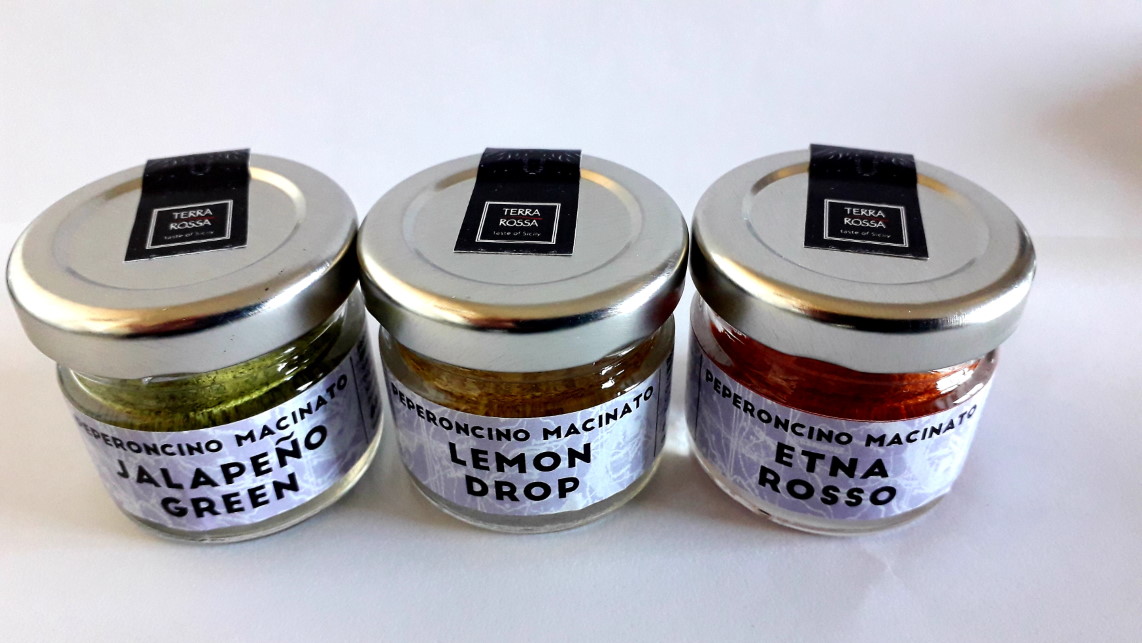 TERRA
ROSSA
taste of Sicily
PEPERONCINO MACINATO
JALAPEÑO
GREEN
TERRA
ROSSA
taste of Sicily
PEPERONCINO MACINATO
LEMON
DROP
TERRA
ROSSA
taste of Sicily
PEPERONCINO MACINATO
ETNA
ROSSO